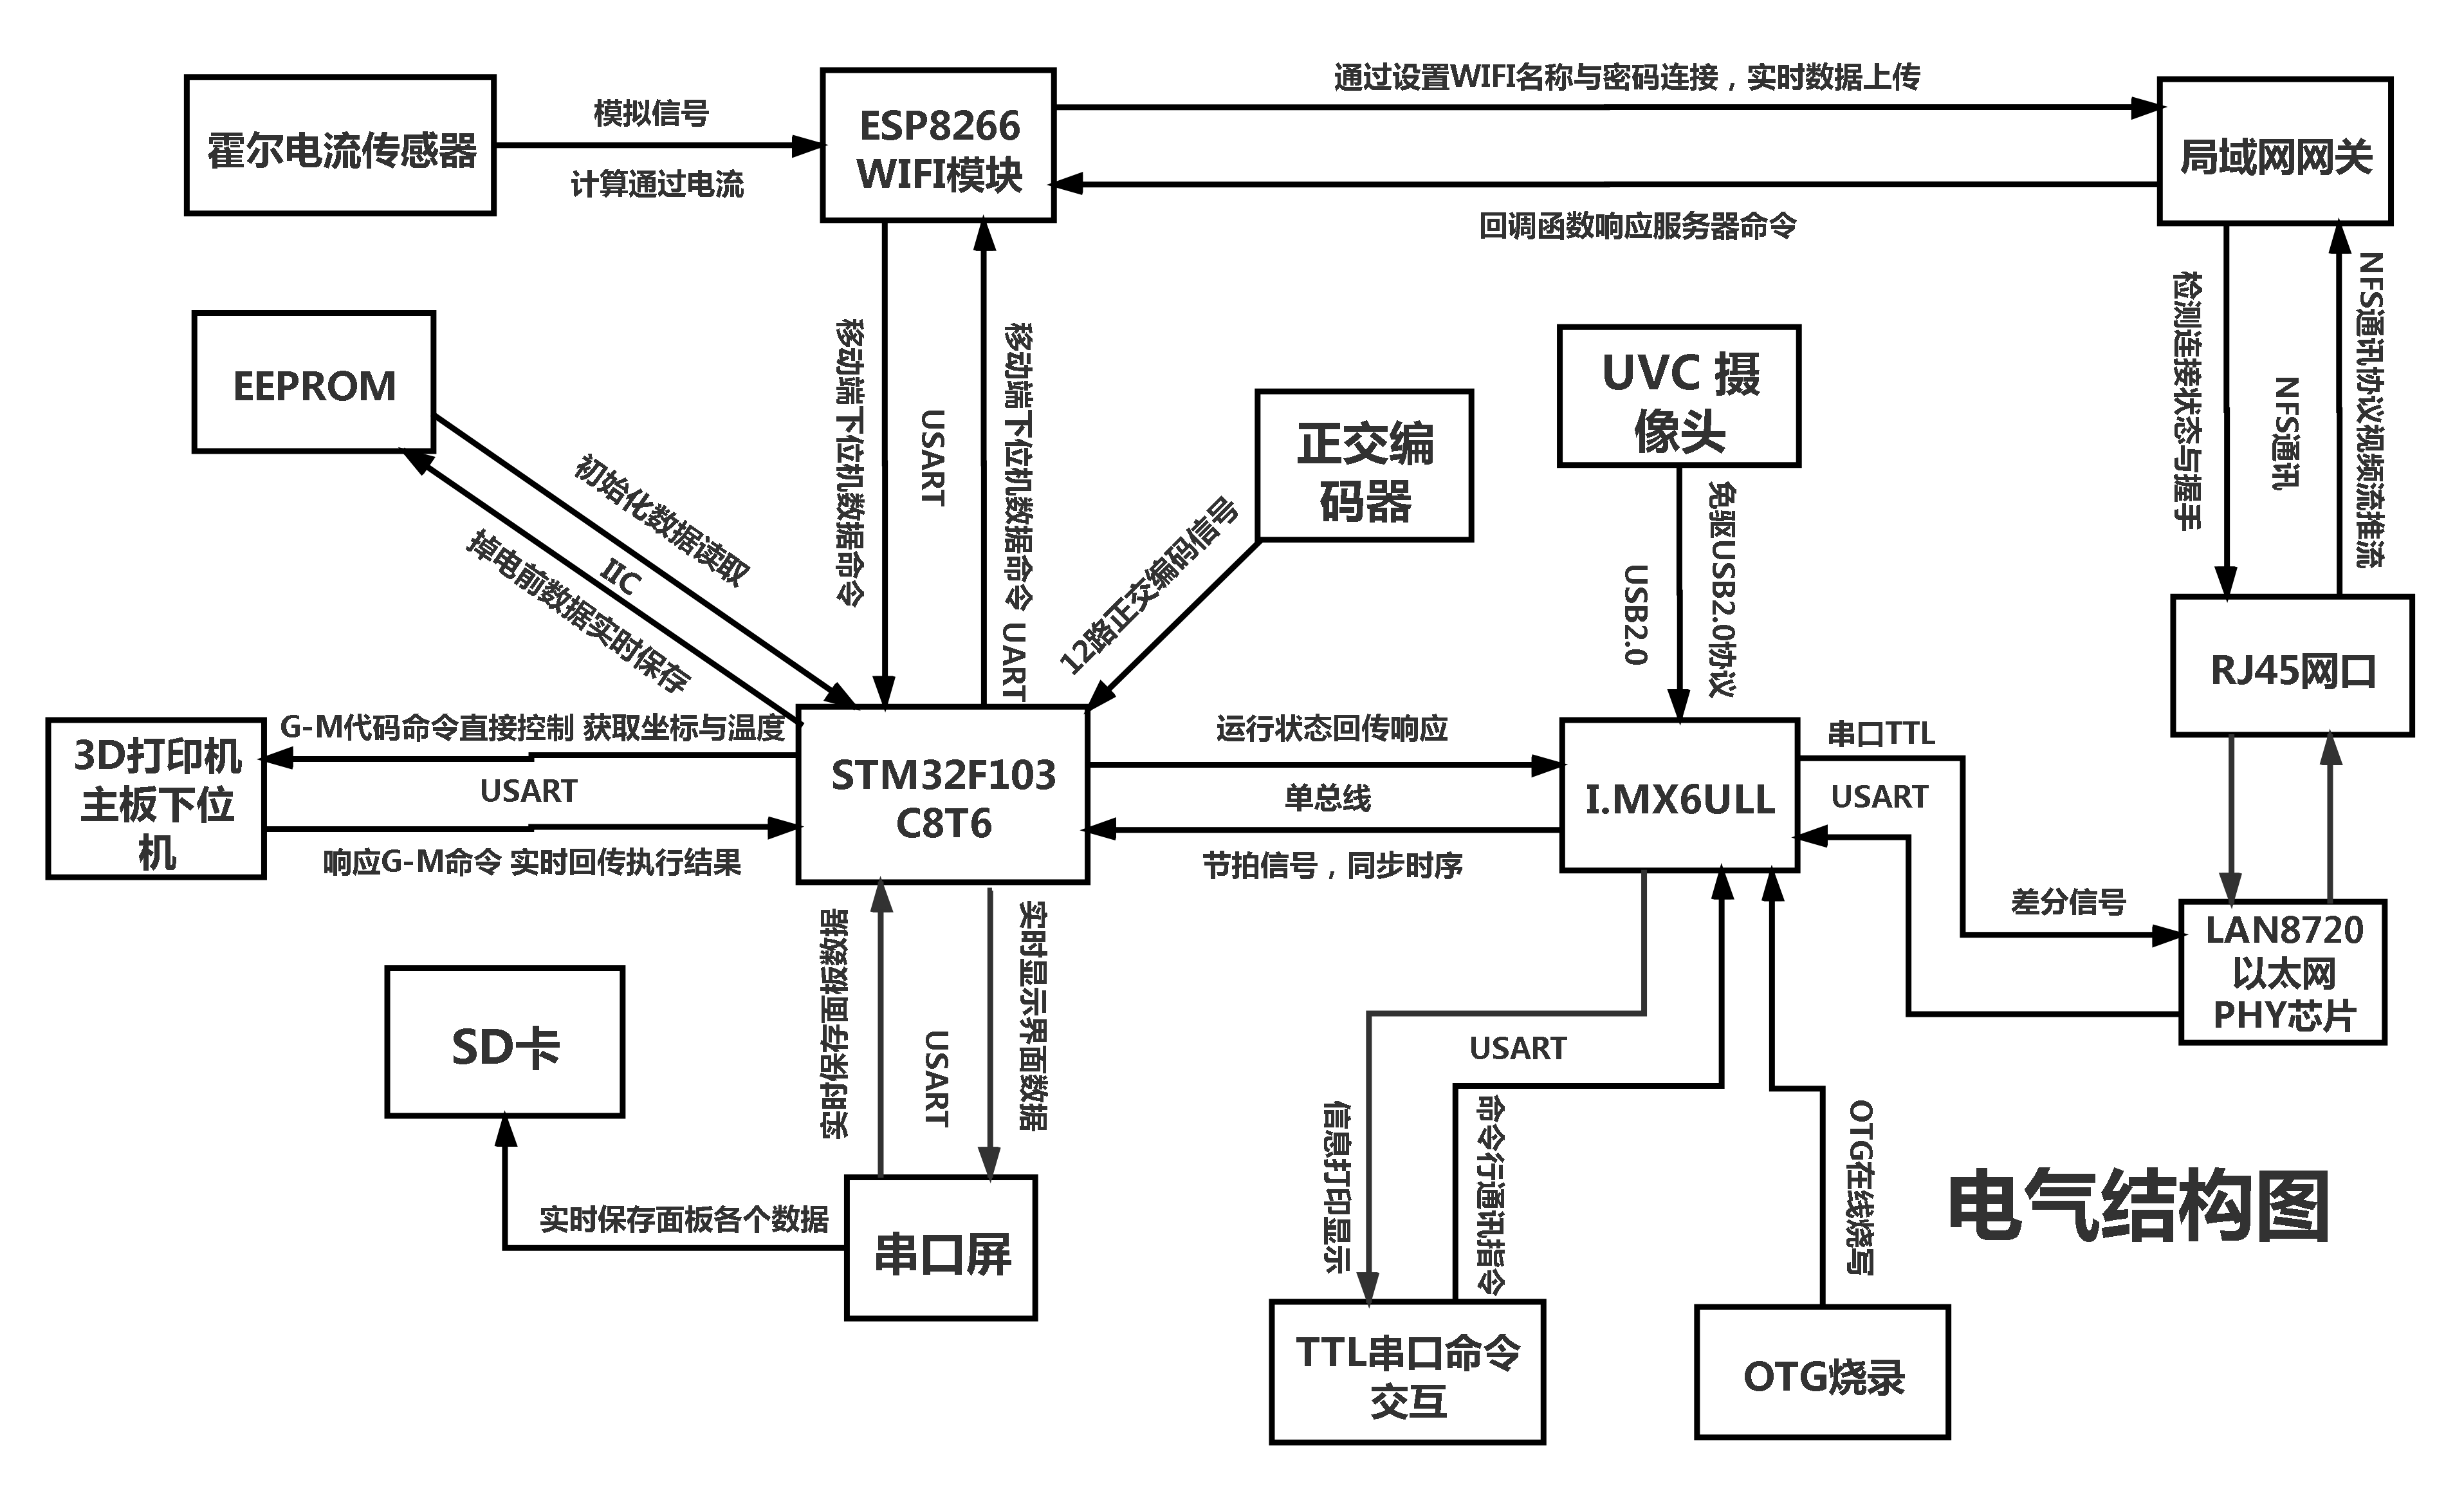 霍尔电流传感器
模拟信号
计算通过电流
ESP8266
WIFI模块
通过设置WIFI名称与密码连接，实时数据上传
回调函数响应服务器命令
局域网网关
EEPROM
初始化数据读取
IIC
掉电前数据实时保存
移动端下位机数据命令
USART
移动端下位机数据命令 UART
正交编
码器
12路正交编码信号
UVC 摄
像头
USB2.0
免驱USB2.0协议
检测连接状态与握手
NFS通讯
NFS通讯协议视频流推流
RJ45网口
3D打印机
主板下位
机
G-M代码命令直接控制 获取坐标与温度
USART
响应G-M命令 实时回传执行结果
STM32F103
C8T6
运行状态回传响应
单总线
节拍信号，同步时序
I.MX6ULL
串口TTL
USART
差分信号
LAN8720
以太网
PHY芯片
SD卡
实时保存面板数据
USART
实时显示界面数据
实时保存面板各个数据
串口屏
USART
信息打印显示
命令行通讯指令
OTG在线烧写
TTL串口命令
交互
OTG烧录
电气结构图